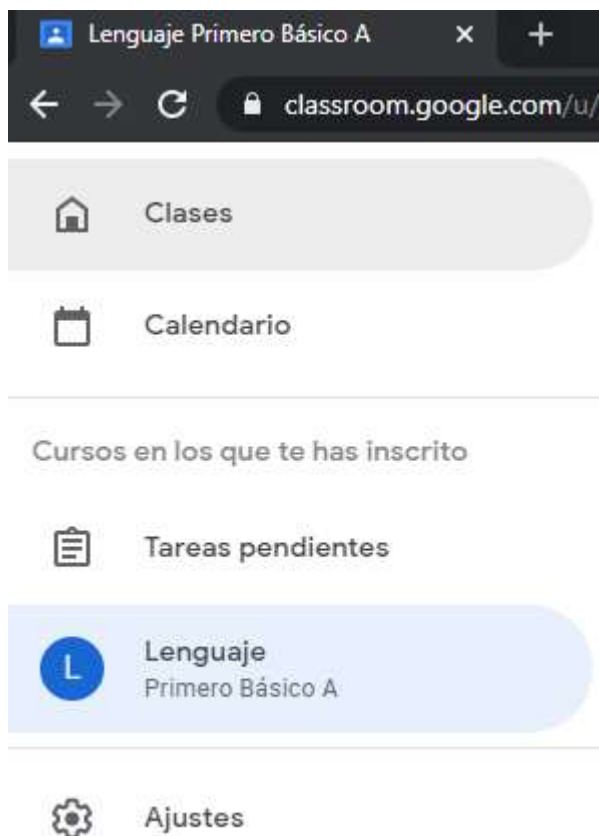 Lenguaje Primero Básico A
classroom.google.com/u/
Clases
Calendario
Cursos en los que te has inscrito
Tareas pendientes
L
Lenguaje
Primero Básico A
Ajustes